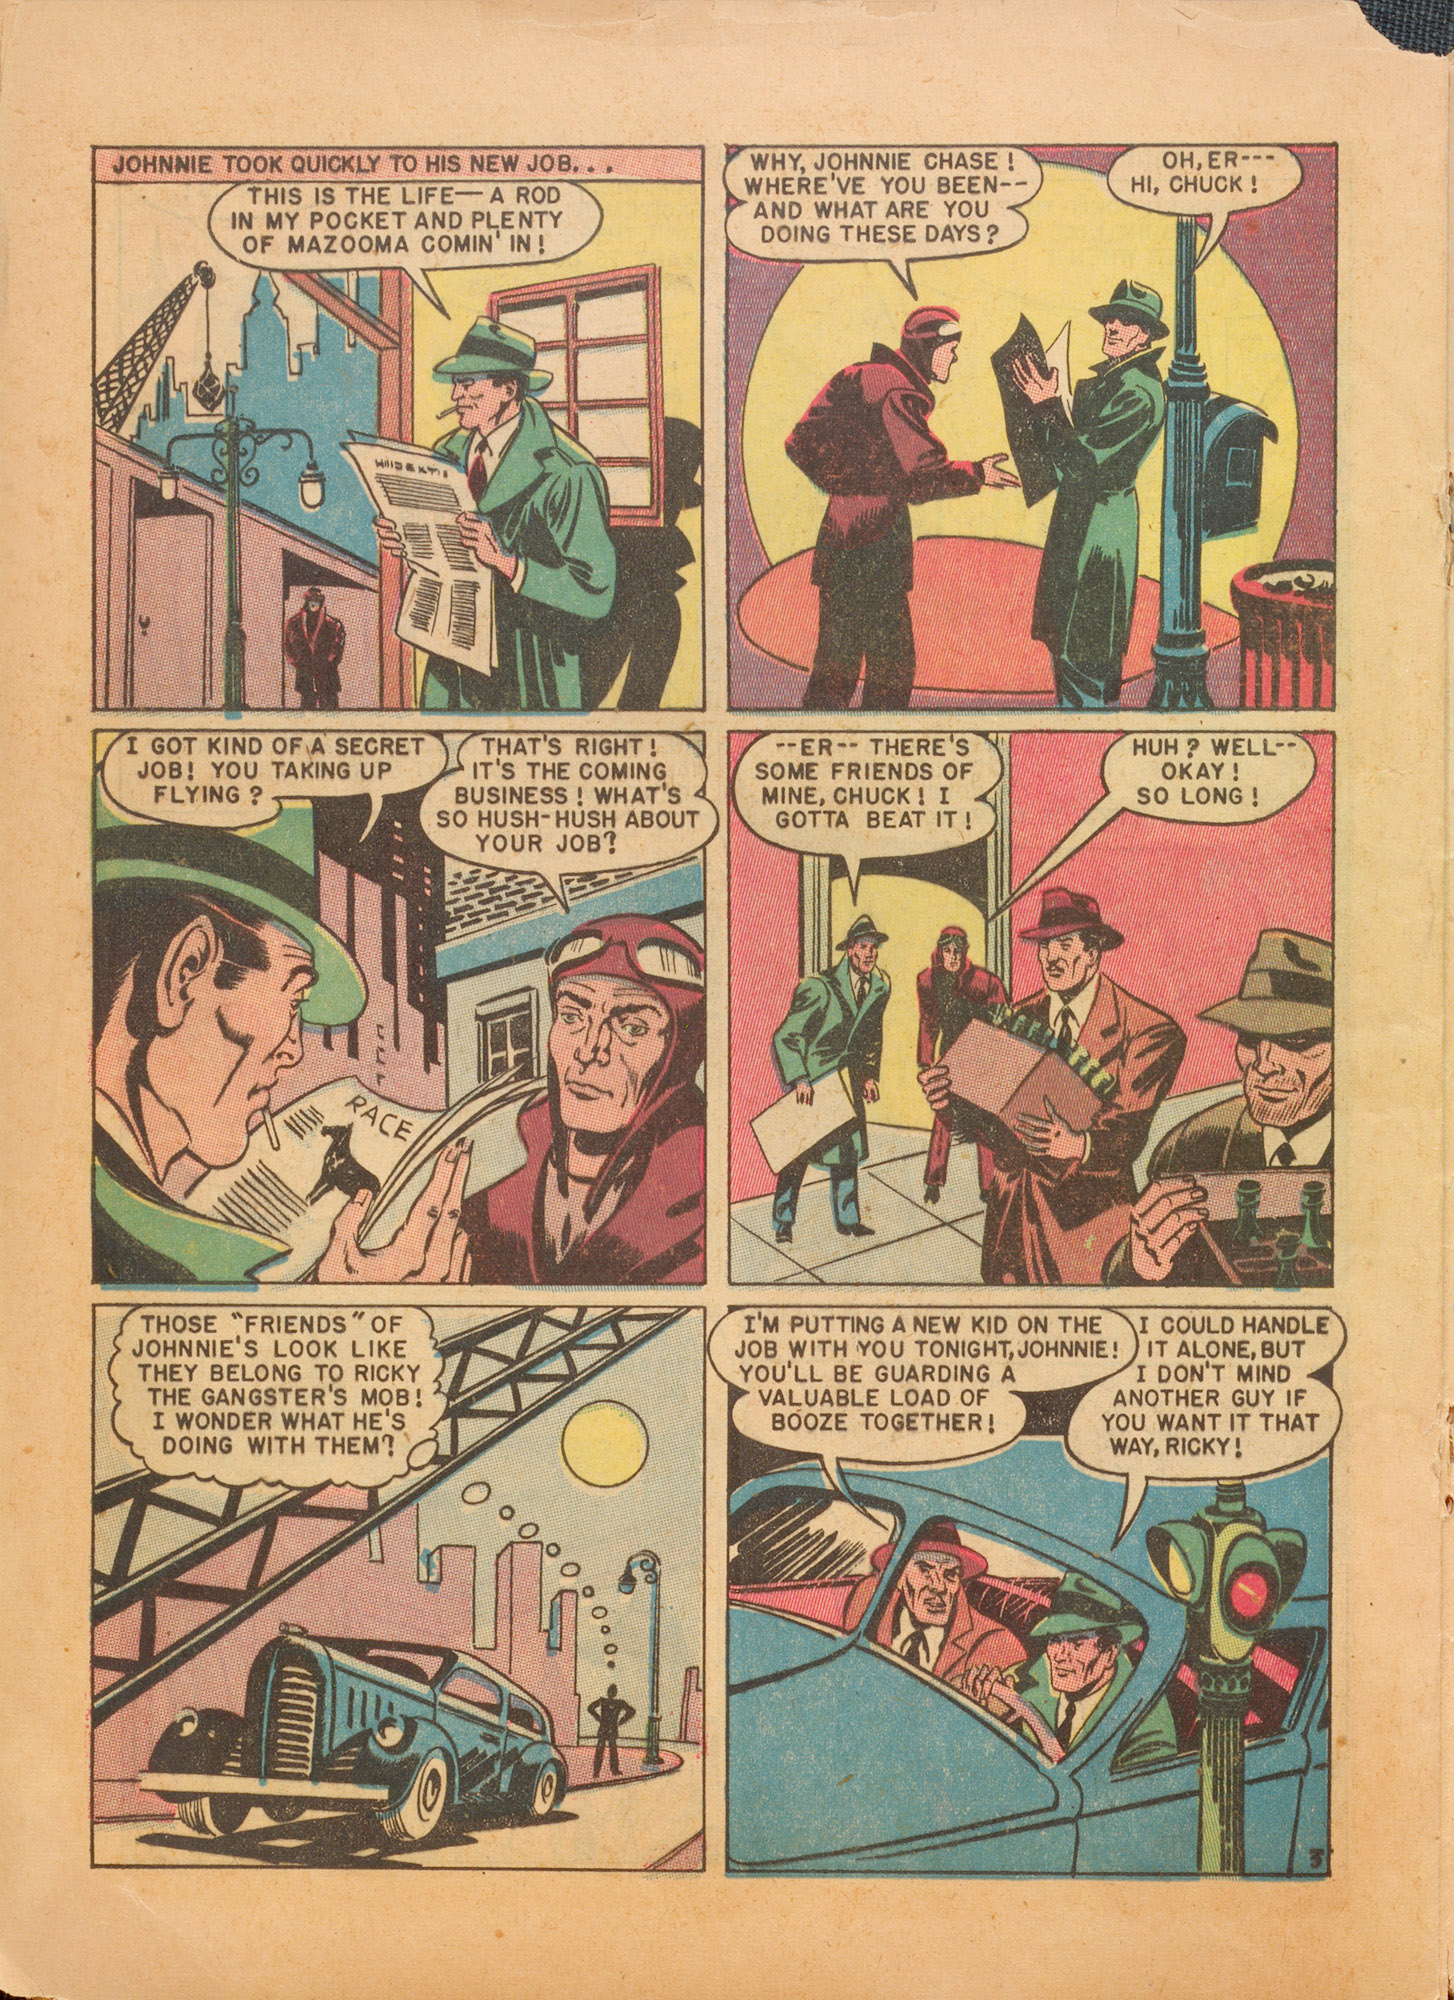 JOHNNIE TOOK QUICKLY TO HIS NEW JOB...
THIS IS THE LIFE—A ROD
IN MY POCKET AND PLENTY
OF MAZOOMA COMIN' IN!
WHY, JOHNNIE CHASE!
WHERE'VE YOU BEEN--
AND WHAT ARE YOU
DOING THESE DAYS?
OH, ER---
HI, CHUCK!
I GOT KIND OF A SECRET
JOB! YOU TAKING UP
FLYING?
THAT'S RIGHT!
IT'S THE COMING
BUSINESS! WHAT'S
SO HUSH-HUSH ABOUT
YOUR JOB?
RACE
--ER-- THERE'S
SOME FRIENDS OF
MINE, CHUCK! I
GOTTA BEAT IT!
HUH? WELL--
OKAY!
SO LONG!
THOSE "FRIENDS" OF
JOHNNIE'S LOOK LIKE
THEY BELONG TO RICKY
THE GANGSTER'S MOB!
I WONDER WHAT HE'S
DOING WITH THEM?
I'M PUTTING A NEW KID ON THE
JOB WITH YOU TONIGHT, JOHNNIE!
YOU'LL BE GUARDING A
VALUABLE LOAD OF
BOOZE TOGETHER!
I COULD HANDLE
IT ALONE, BUT
I DON'T MIND
ANOTHER GUY IF
YOU WANT IT THAT
WAY, RICKY!
3